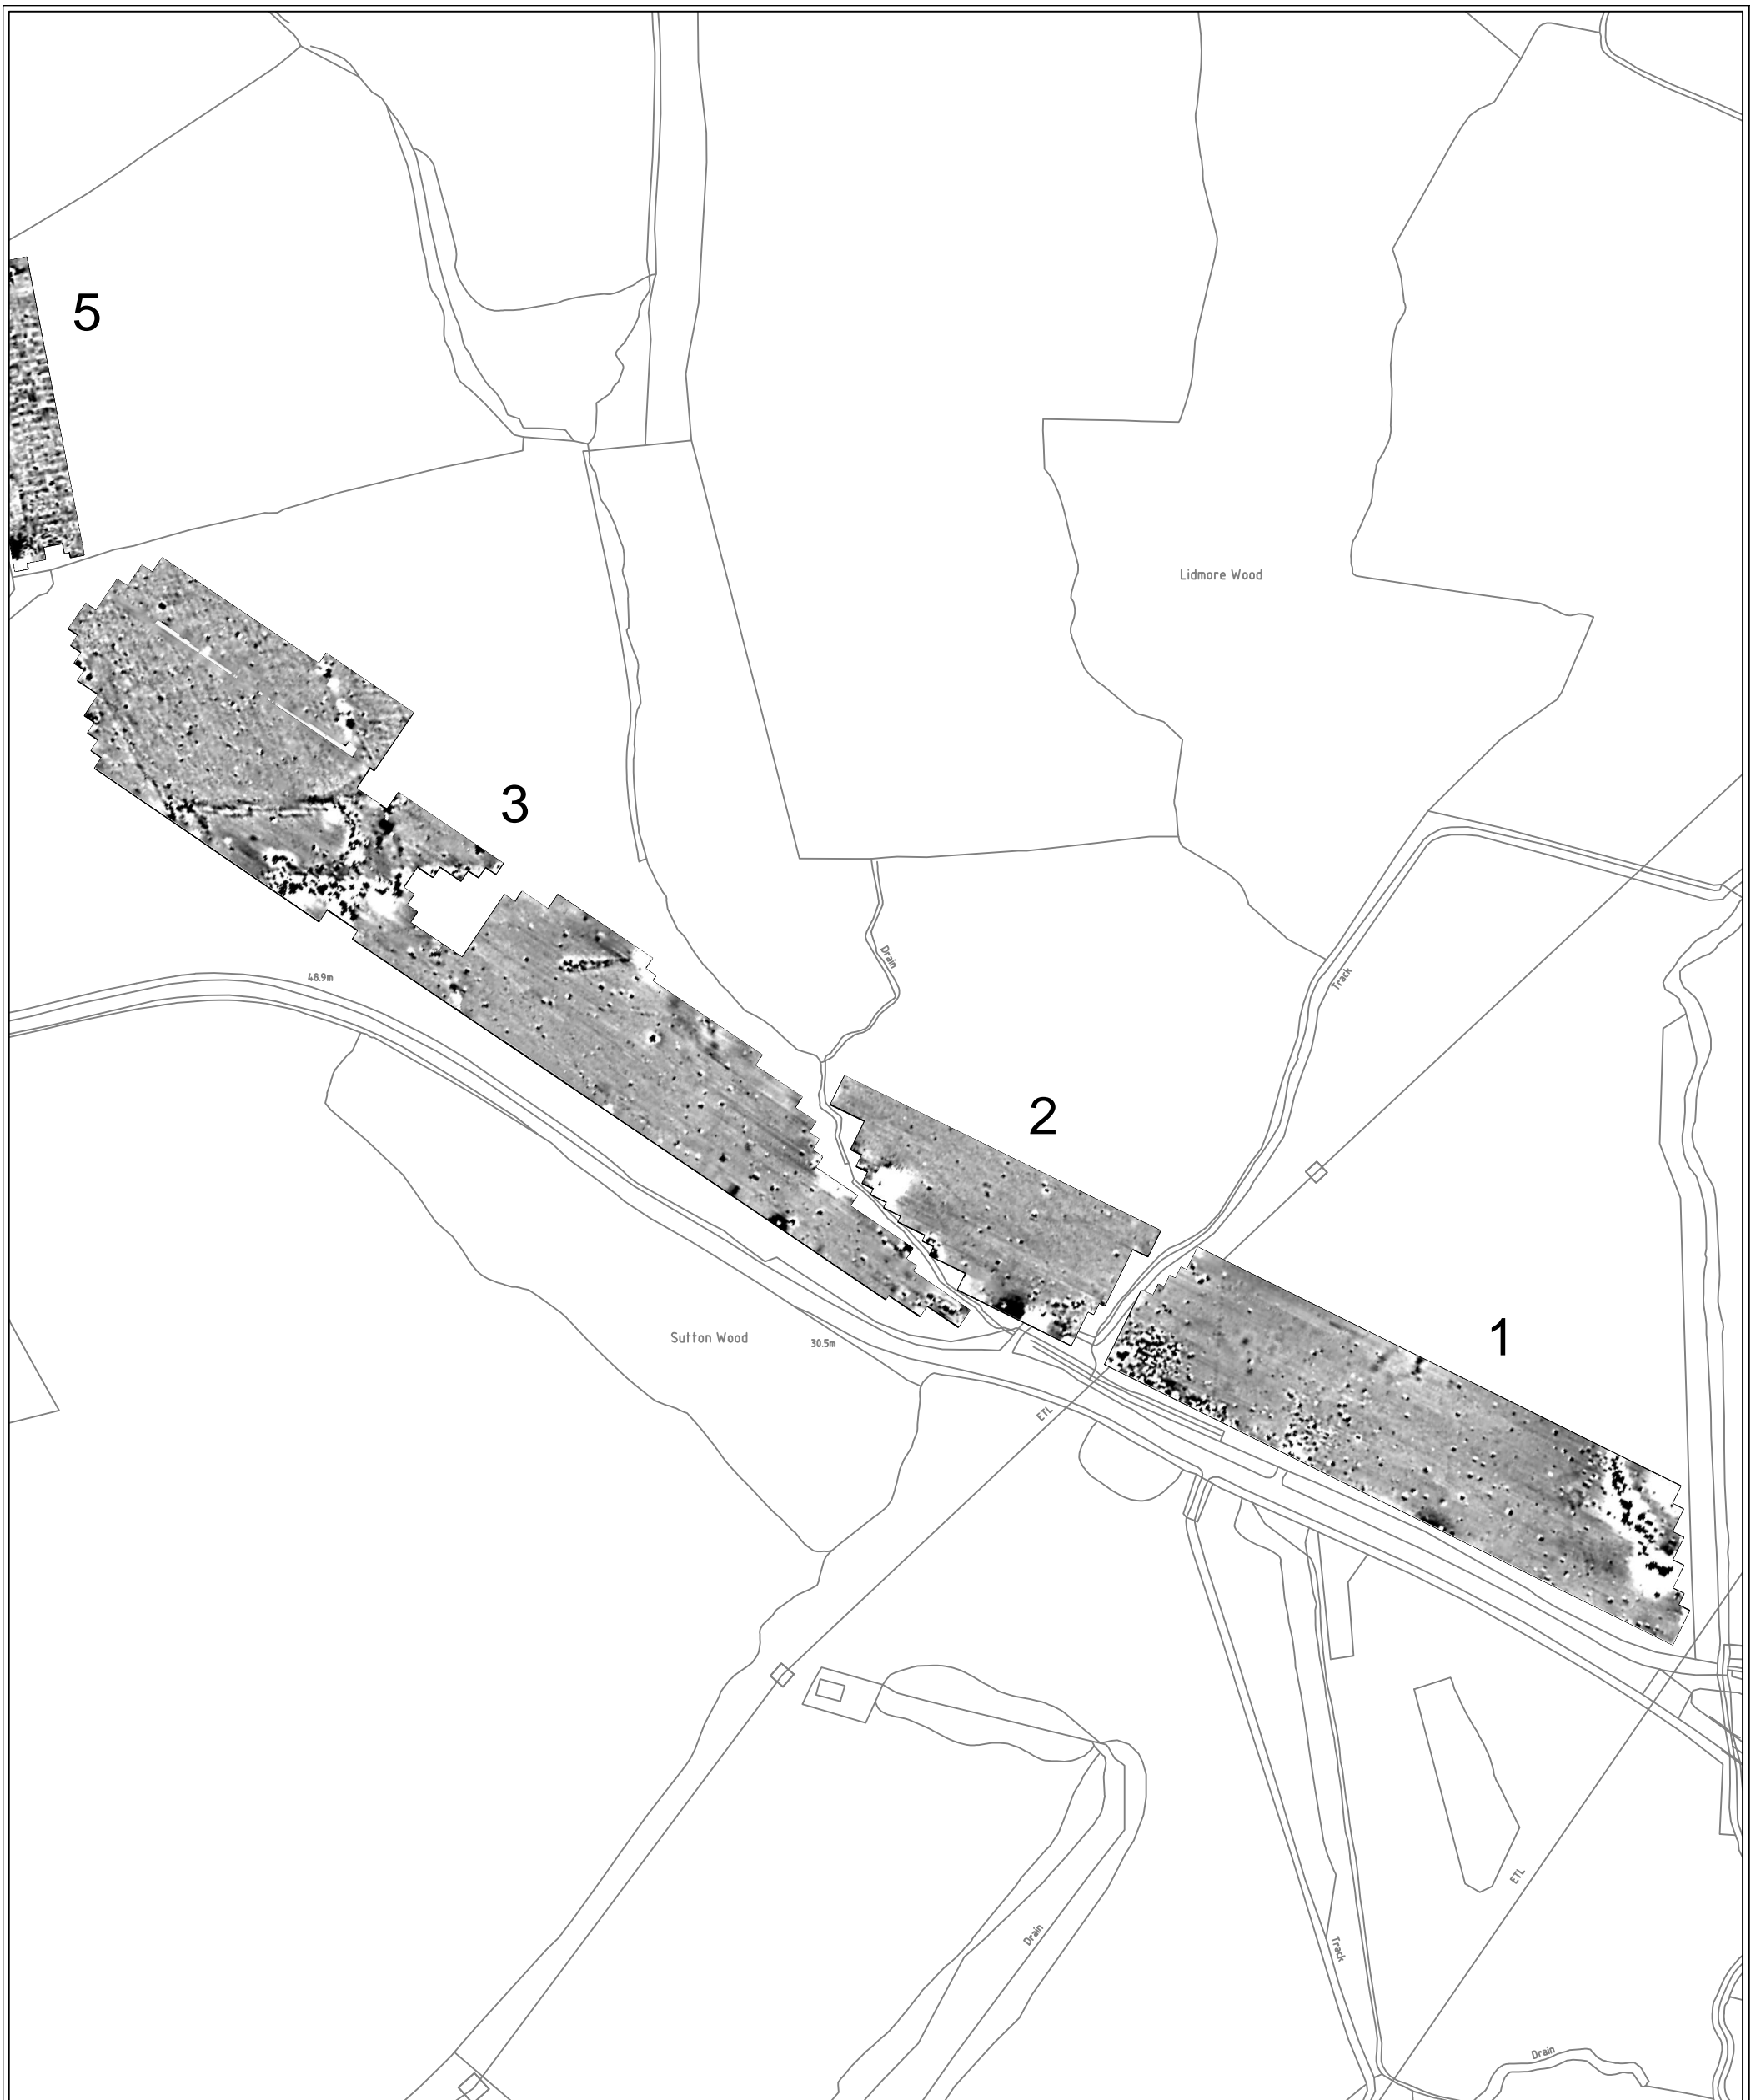 5
Lidmore Wood
3
Drain
48.9m
Track
2
Sutton Wood
30.5m
1
ETL
ETL
Drain
Track
Drain